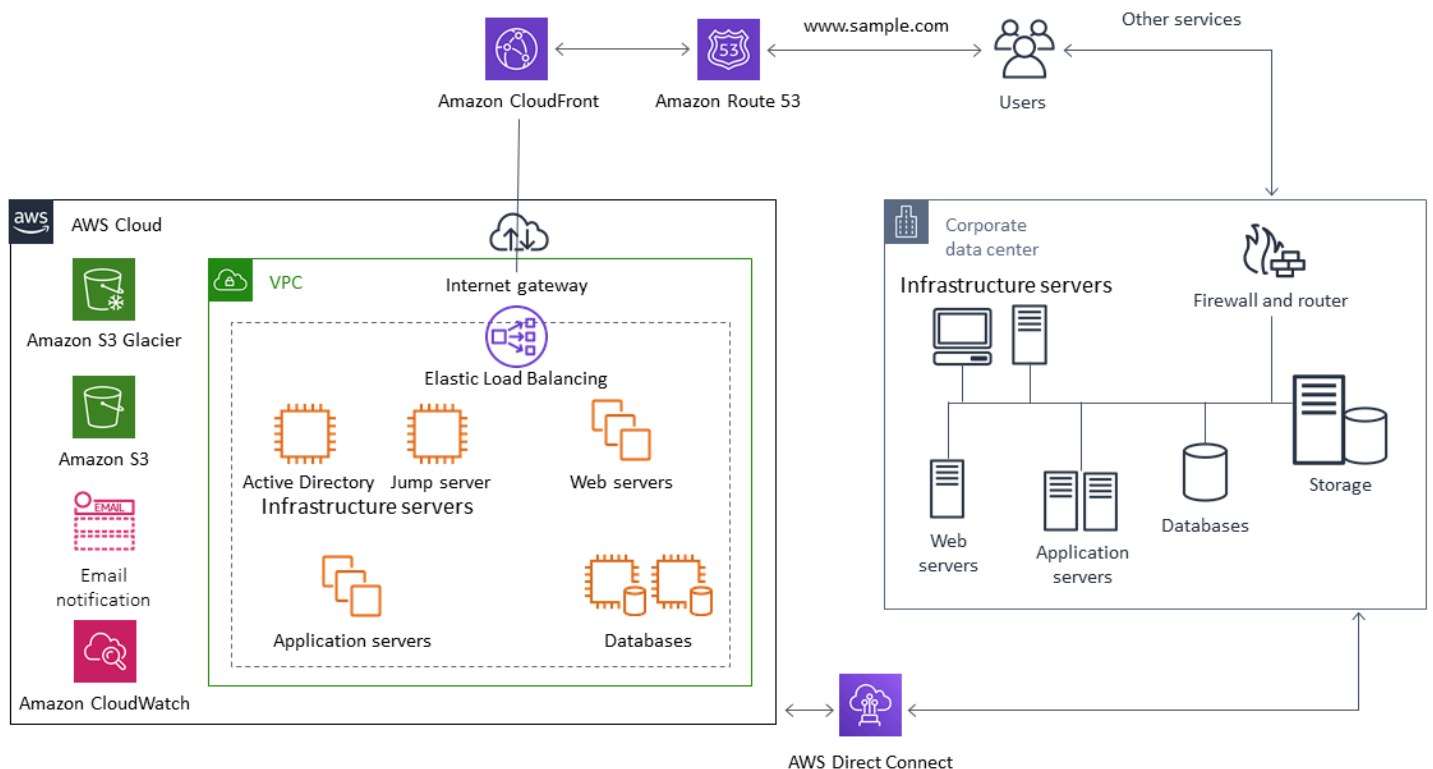 www.sample.com
Other services
53
Amazon CloudFront
Amazon Route 53
Users
aws
AWS Cloud
Corporate
data center
VPC
Internet gateway
Infrastructure servers
Firewall and router
Amazon S3 Glacier
Elastic Load Balancing
Amazon S3
Active Directory
Jump server
Web servers
Infrastructure servers
Storage
EMAIL
Databases
Web
servers
Application
servers
Email
notification
Application servers
Databases
Amazon CloudWatch
AWS Direct Connect